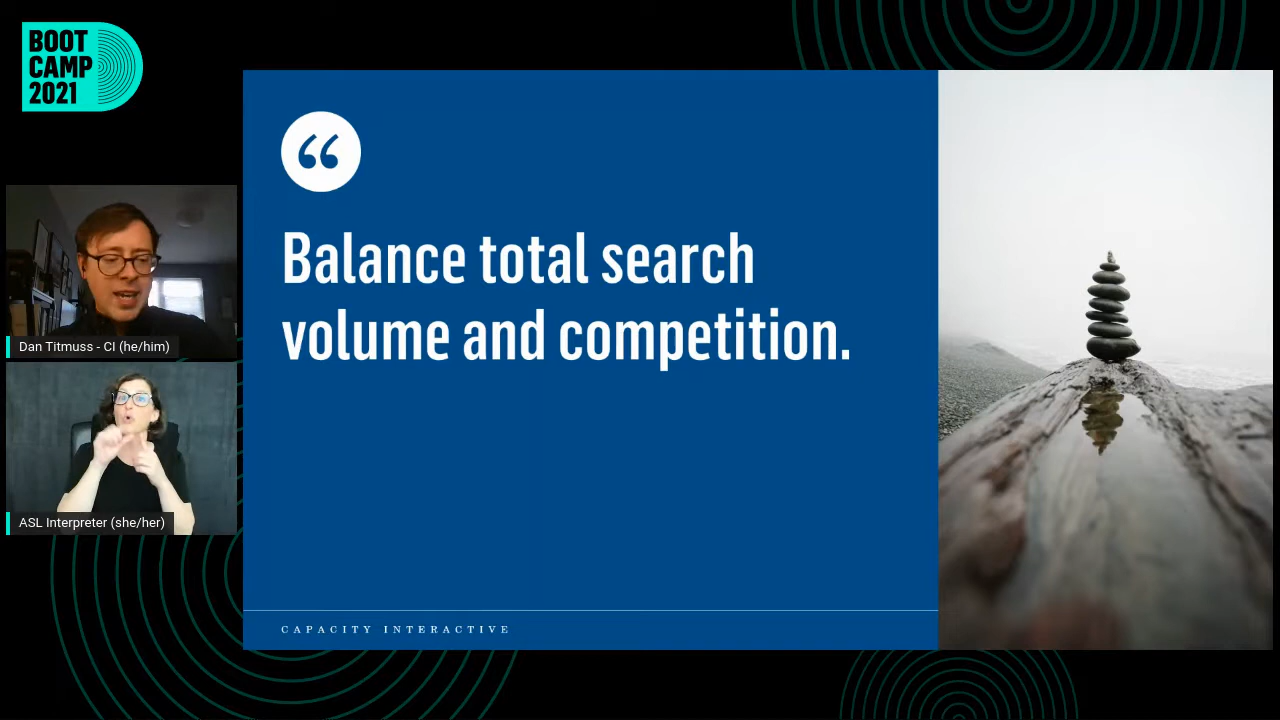 BOOT
CAMP
2021
“
Balance total search
volume and competition.
Dan Titmuss - CI (he/him)
ASL Interpreter (she/her)
CAPACITY INTERACTIVE